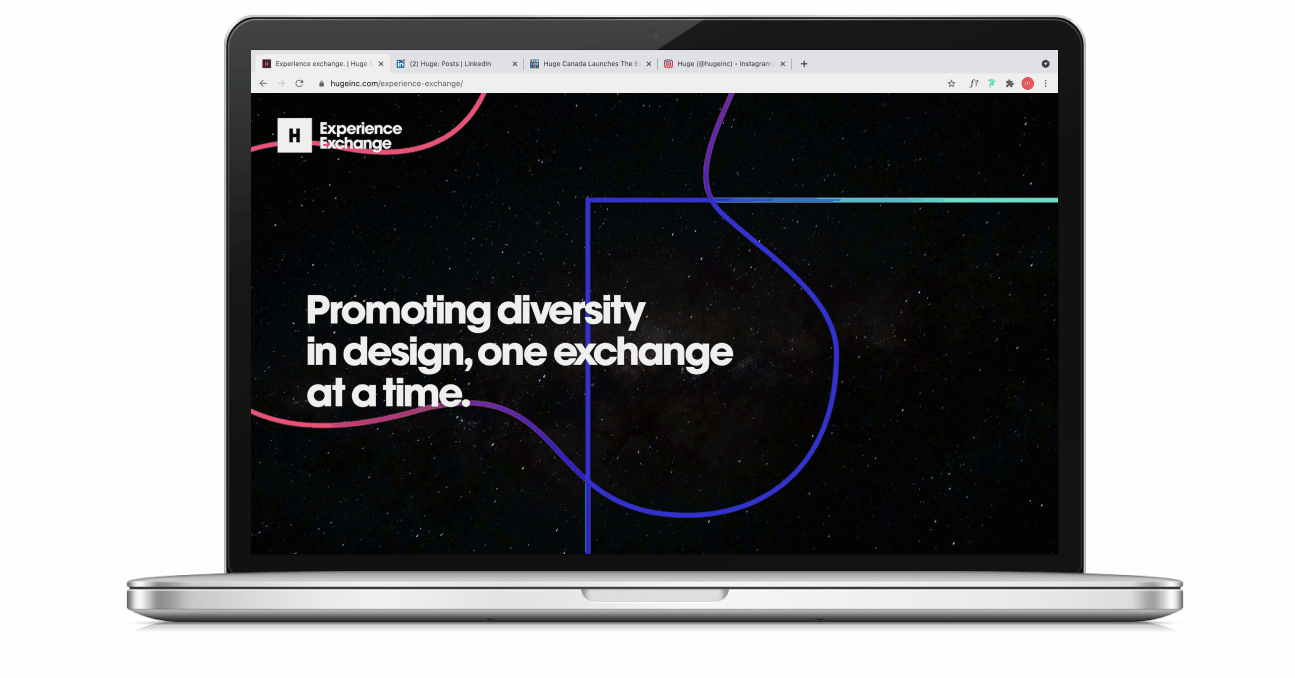 Experience exchange. | Huge
(2) Huge: Posts | LinkedIn
Huge Canada Launches The E
Huge (@hugeinc) • Instagram
hugeinc.com/experience-exchange/
f?
H
Experience
Exchange
Promoting diversity
in design, one exchange
at a time.